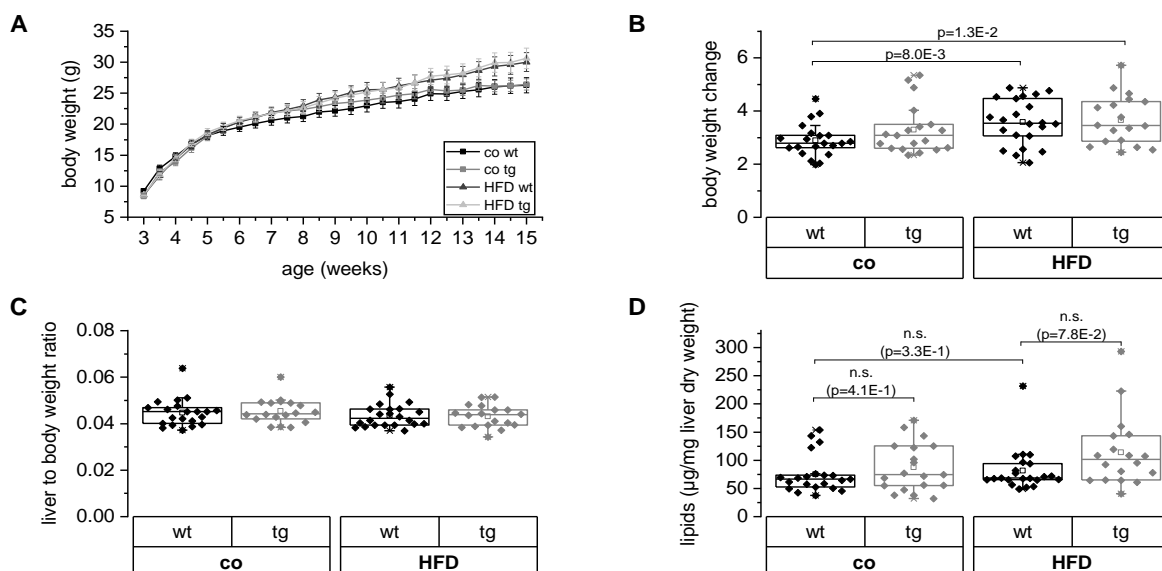 A
body weight (g)
35
30
25
20
15
10
5
3 4 5 6 7 8 9 10 11 12 13 14 15
age (weeks)
co wt
co tg
HFD wt
HFD tg
B
body weight change
6
4
2
0
p=1.3E-2
p=8.0E-3
wt tg wt tg
co HFD
C
liver to body weight ratio
0.08
0.06
0.04
0.02
0.00
wt tg wt tg
co HFD
D
lipids (µg/mg liver dry weight)
300
250
200
150
100
50
0
n.s.
(p=3.3E-1)
n.s.
(p=7.8E-2)
n.s.
(p=4.1E-1)
wt tg wt tg
co HFD